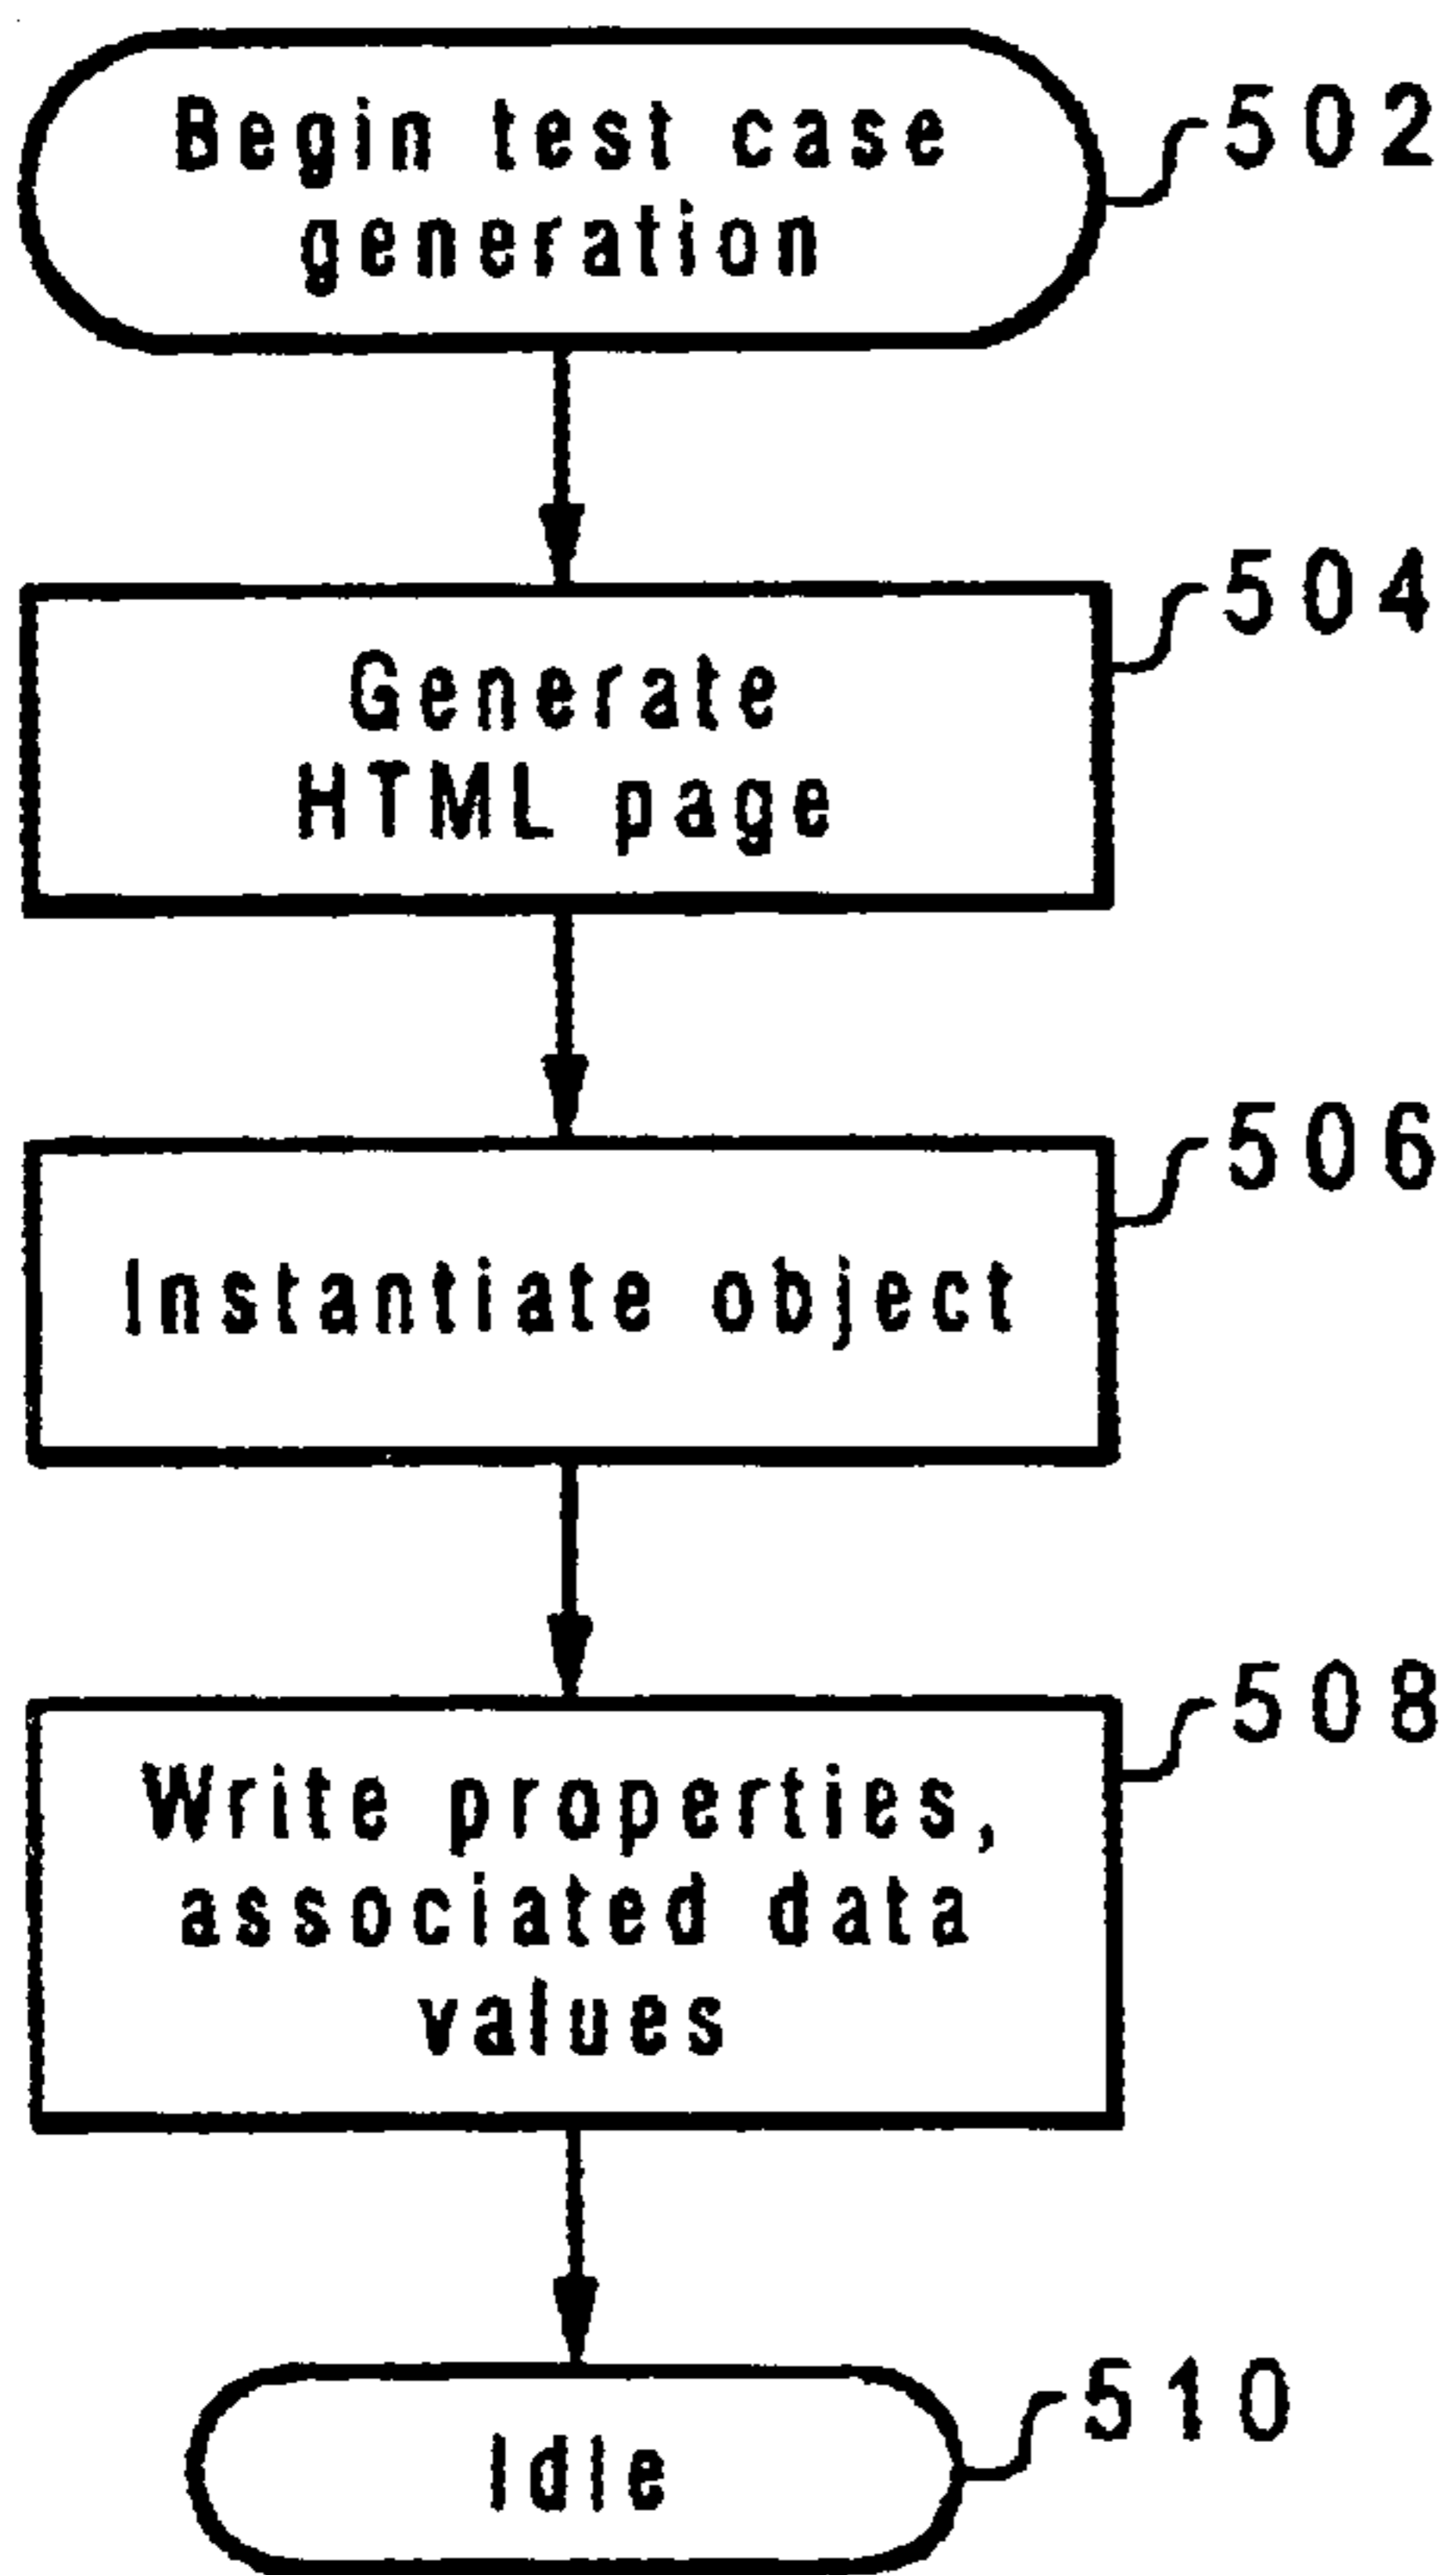 Begin test case
generation
502
Generate
HTML page
504
Instantiate object
506
Write properties,
associated data
values
508
Idle
510